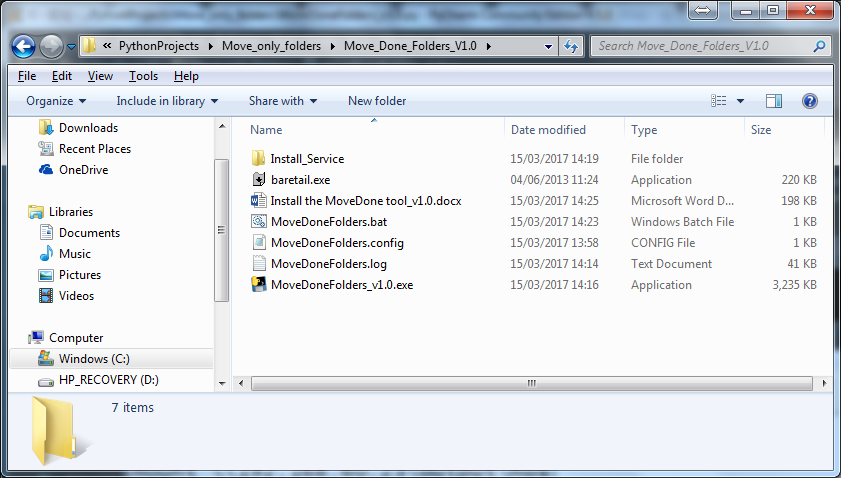 « PythonProjects ▸ Move_only_folders ▸ Move_Done_Folders_V1.0 ▸ Search Move_Done_Folders_V1.0
File Edit View Tools Help
Organize Include in library Share with New folder
Downloads
Recent Places
OneDrive
Libraries
Documents
Music
Pictures
Videos
Computer
Windows (C:)
HP_RECOVERY (D:)
Name Date modified Type Size
Install_Service 15/03/2017 14:19 File folder
baretail.exe 04/06/2013 11:24 Application 220 KB
Install the MoveDone tool_v1.0.docx 15/03/2017 14:25 Microsoft Word D... 198 KB
MoveDoneFolders.bat 15/03/2017 14:23 Windows Batch File 1 KB
MoveDoneFolders.config 15/03/2017 13:58 CONFIG File 1 KB
MoveDoneFolders.log 15/03/2017 14:14 Text Document 41 KB
MoveDoneFolders_v1.0.exe 15/03/2017 14:16 Application 3,235 KB
7 items